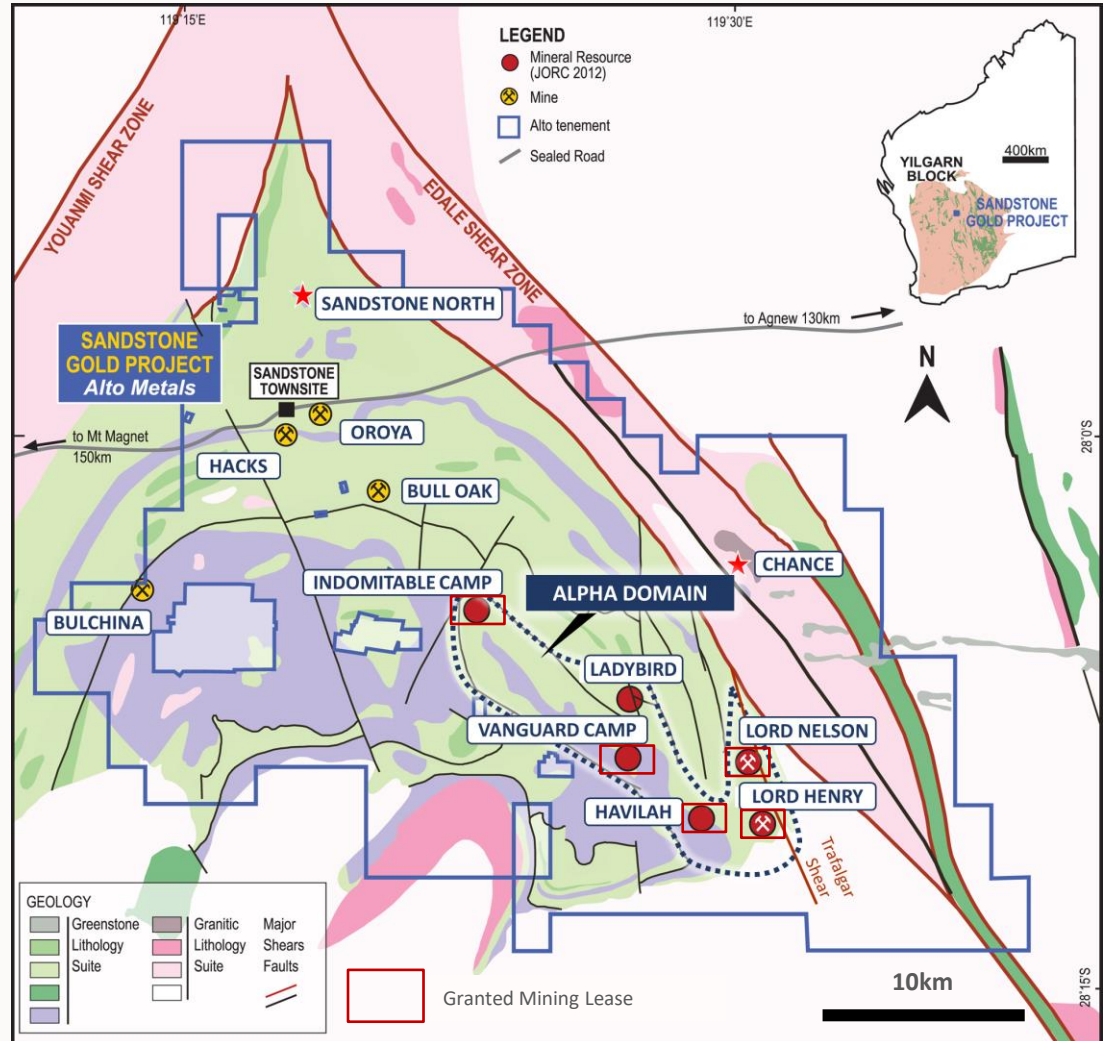 119°15'E
119°30'E
LEGEND
Mineral Resource
(JORC 2012)
Mine
Alto tenement
Sealed Road
400km
YILGARN
BLOCK
SANDSTONE
GOLD PROJECT
YOUANMI SHEAR ZONE
EDALE SHEAR ZONE
SANDSTONE NORTH
to Agnew 130km
SANDSTONE
GOLD PROJECT
Alto Metals
SANDSTONE
TOWNSITE
N
to Mt Magnet
150km
OROYA
28°0'S
HACKS
BULL OAK
CHANCE
INDOMITABLE CAMP
ALPHA DOMAIN
BULCHINA
LADYBIRD
VANGUARD CAMP
LORD NELSON
HAVILAH
LORD HENRY
Trafalgar
Shear
GEOLOGY
Greenstone
Lithology
Suite
Granitic
Lithology
Suite
Major
Shears
Faults
Granted Mining Lease
10km
28°15'S